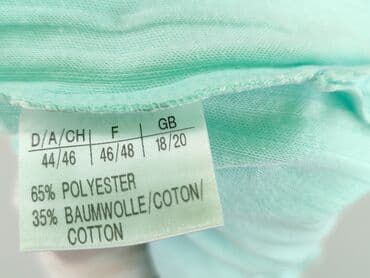 D/A/CH | F | GB
44/46 | 46/48 | 18/20
65% POLYESTER
35% BAUMWOLLE/COTON/
COTTON